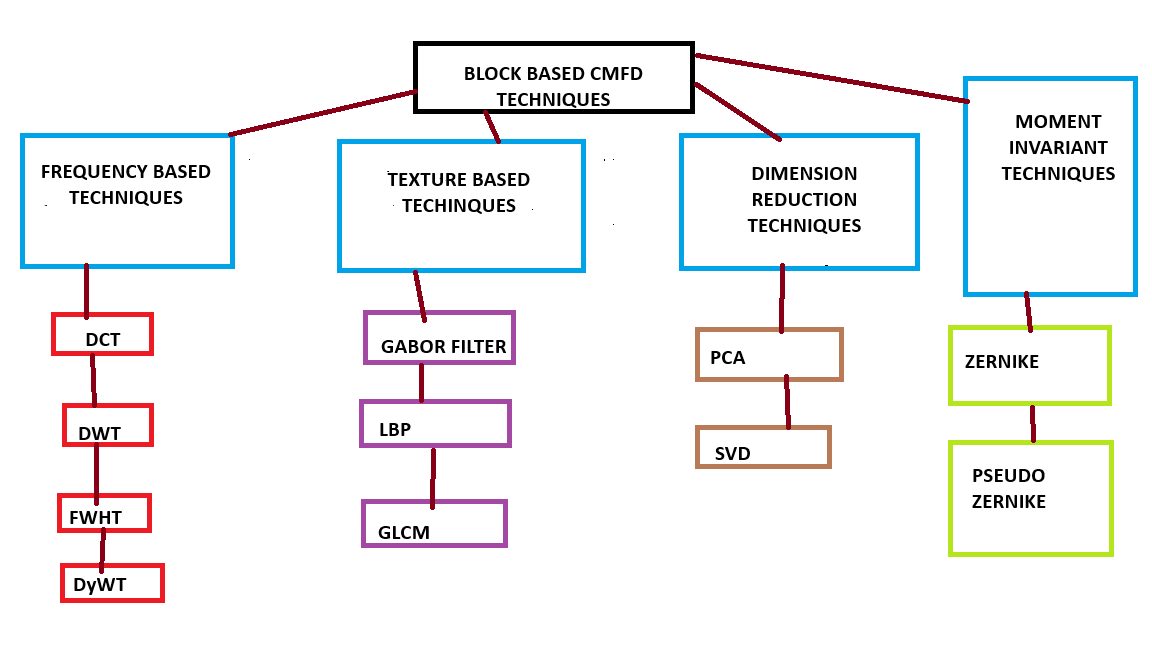 BLOCK BASED CMFD
TECHNIQUES
FREQUENCY BASED
TECHNIQUES
TEXTURE BASED
TECHINQUES
DIMENSION
REDUCTION
TECHNIQUES
MOMENT
INVARIANT
TECHNIQUES
DCT
DWT
FWHT
DyWT
GABOR FILTER
LBP
GLCM
PCA
SVD
ZERNIKE
PSEUDO
ZERNIKE